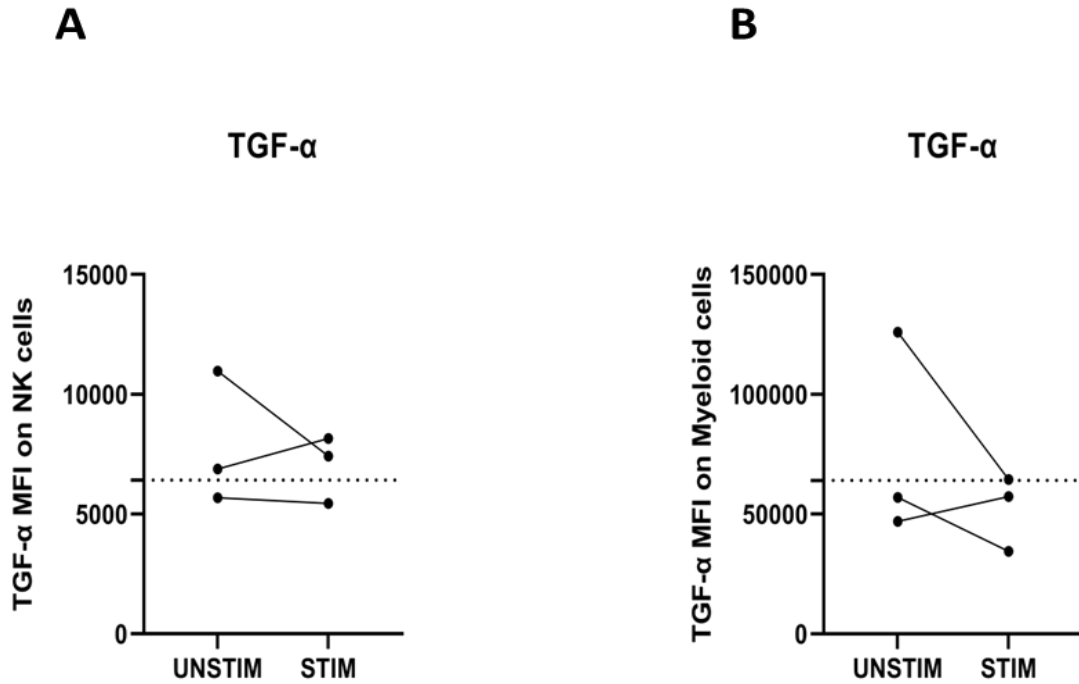 A
TGF-α
TGF-α MFI on NK cells
15000
10000
5000
0
UNSTIM STIM
B
TGF-α
TGF-α MFI on Myeloid cells
150000
100000
50000
0
UNSTIM STIM